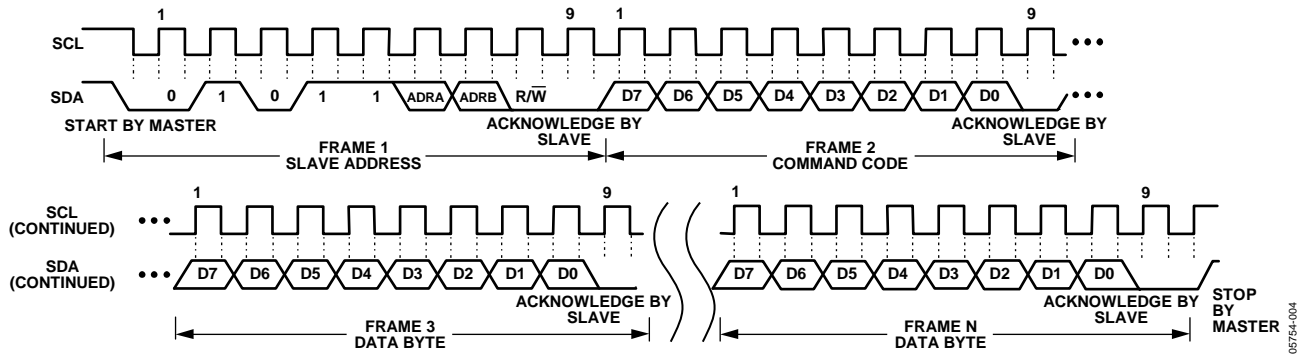 1 9 1 9
SCL
SDA 0 1 0 1 1 ADRA ADRB R/W D7 D6 D5 D4 D3 D2 D1 D0
START BY MASTER ACKNOWLEDGE BY SLAVE ACKNOWLEDGE BY SLAVE
FRAME 1 SLAVE ADDRESS FRAME 2 COMMAND CODE
1 9 1 9
SCL (CONTINUED)
SDA (CONTINUED) D7 D6 D5 D4 D3 D2 D1 D0 D7 D6 D5 D4 D3 D2 D1 D0
ACKNOWLEDGE BY SLAVE ACKNOWLEDGE BY SLAVE STOP BY MASTER
FRAME 3 DATA BYTE FRAME N DATA BYTE
05754-004